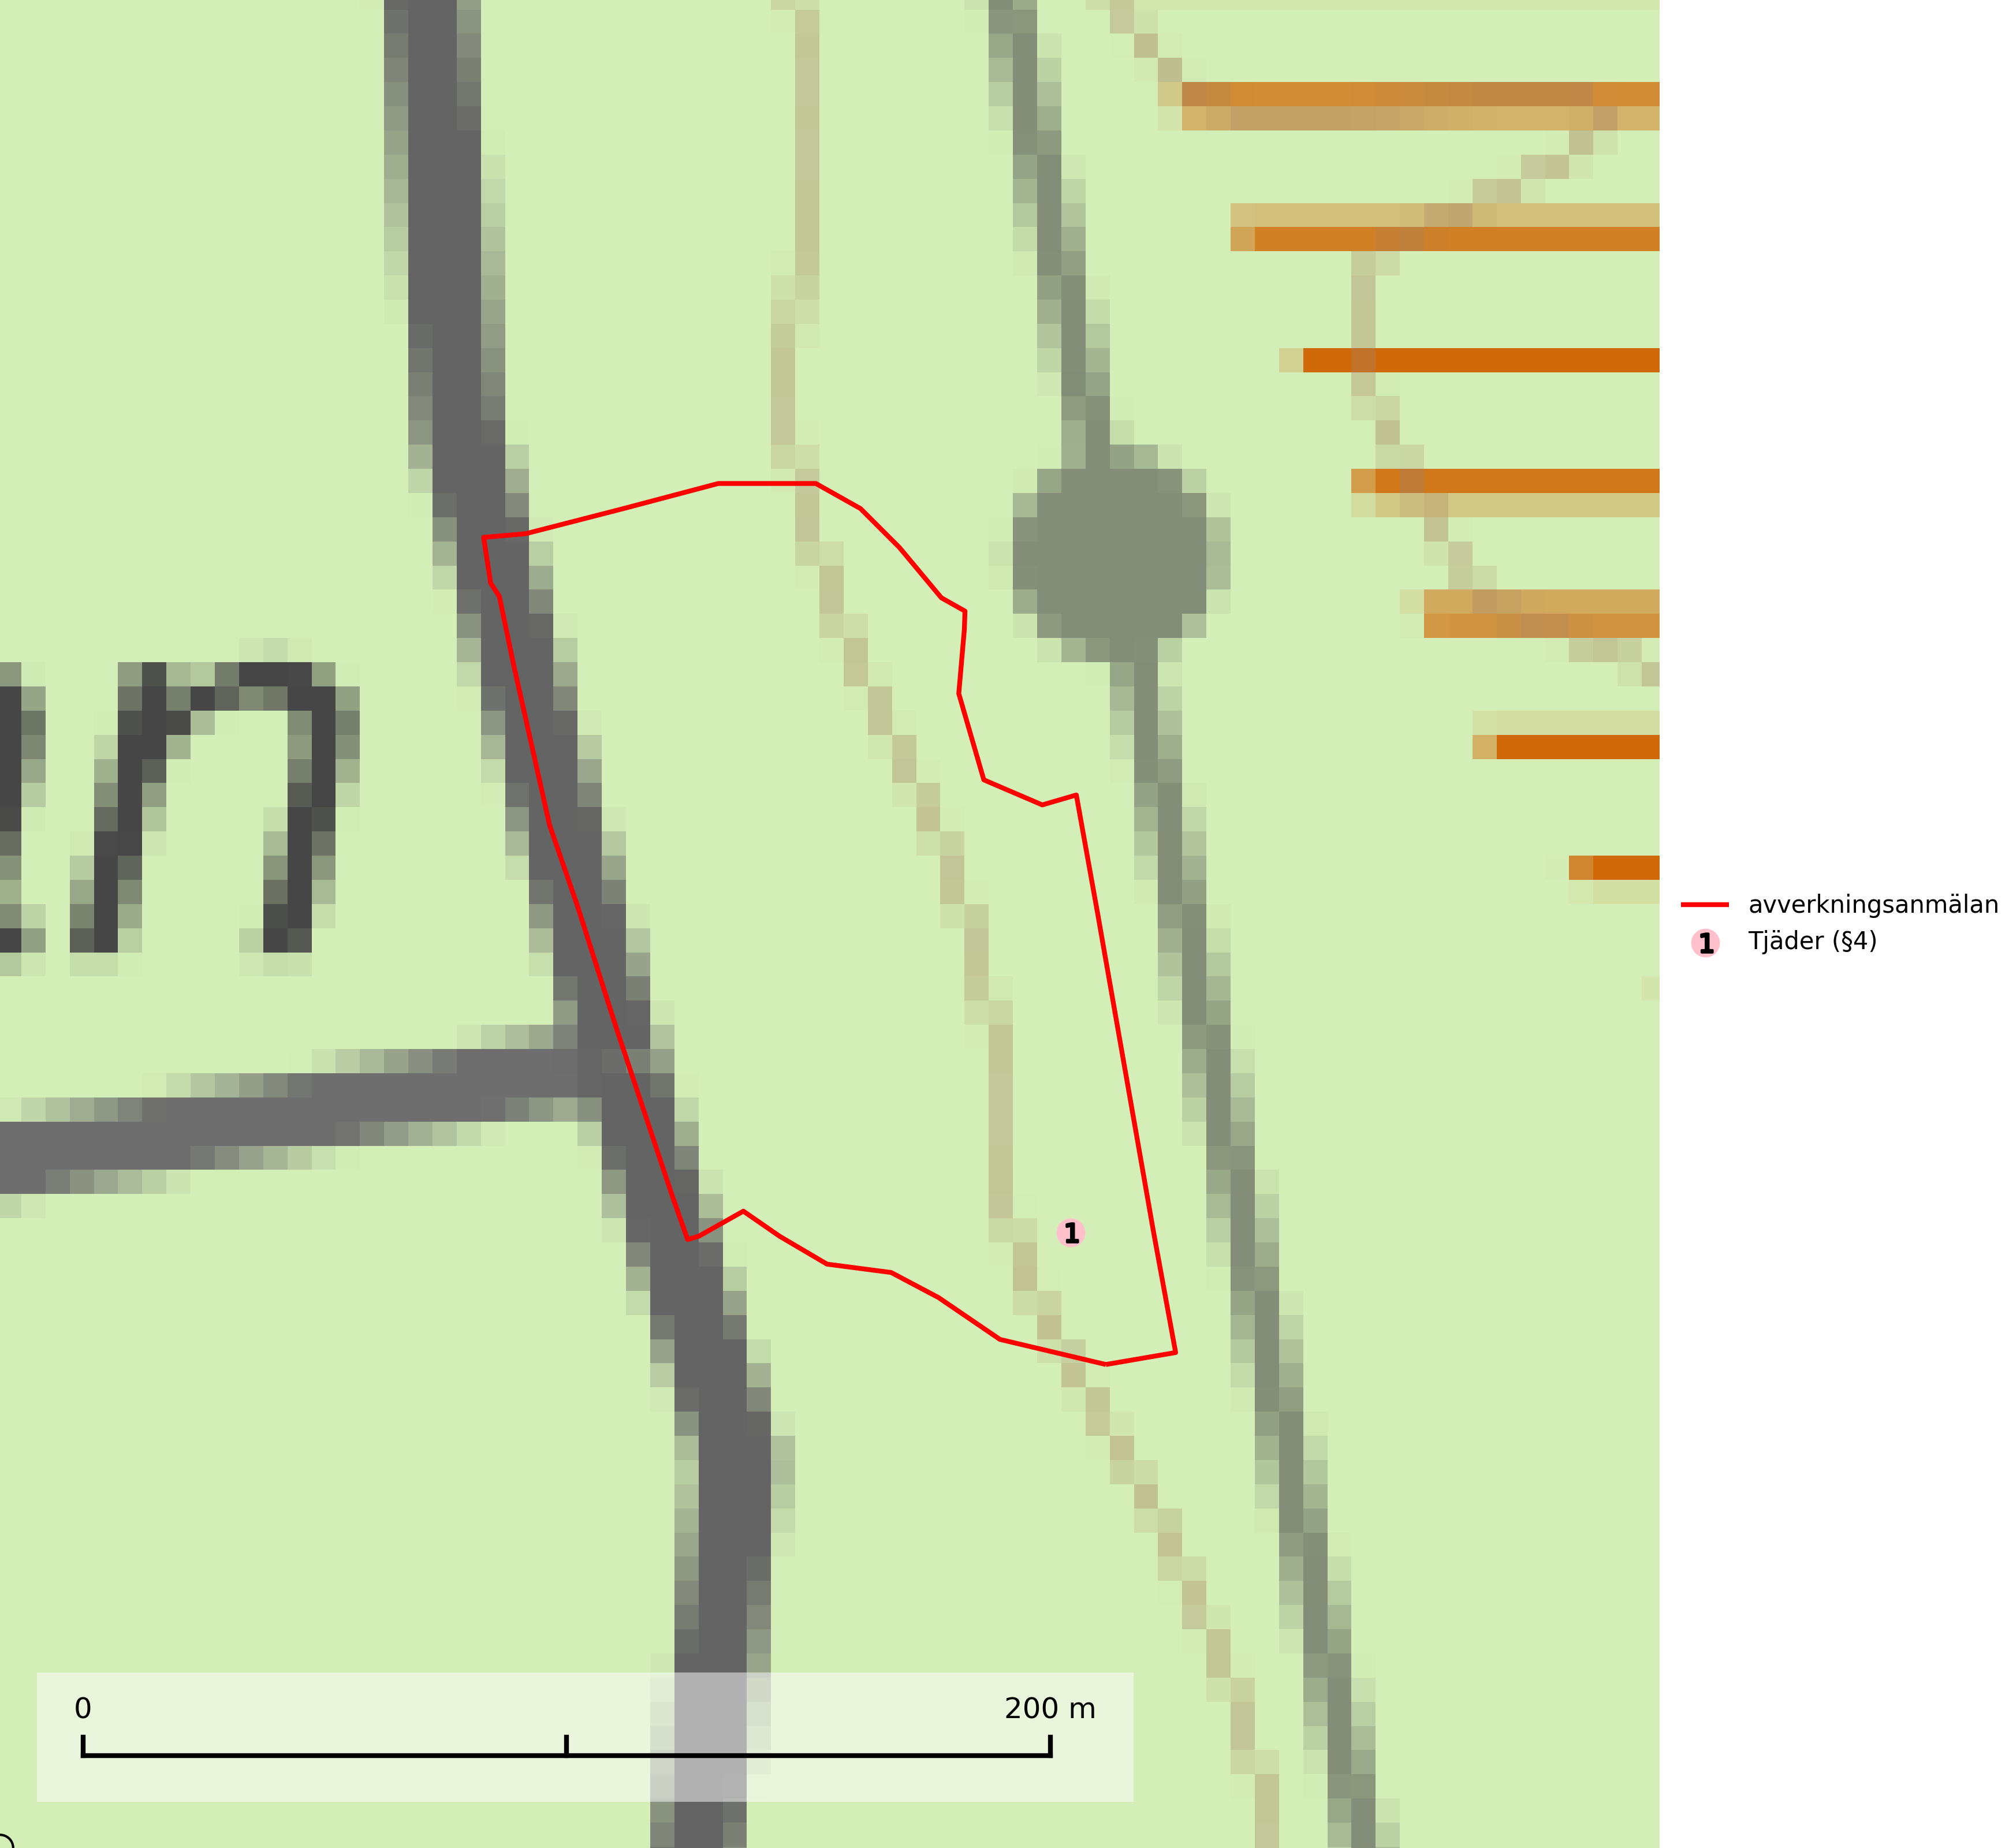 n
1
avverkningsanmälan
1 Tjäder (§4)
0 200 m